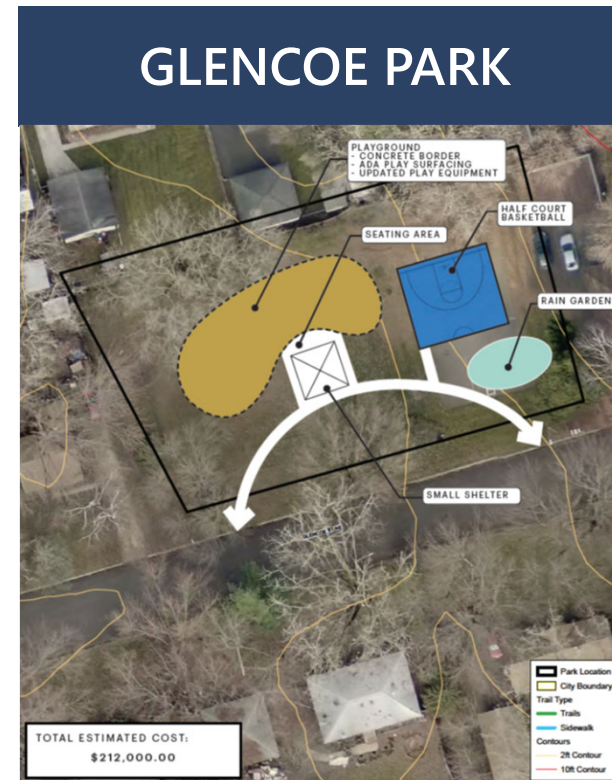 GLENCOE PARK
PLAYGROUND
- CONCRETE BORDER
- ADA PLAY SURFACING
- UPDATED PLAY EQUIPMENT
HALF COURT
BASKETBALL
SEATING AREA
RAIN GARDEN
SMALL SHELTER
TOTAL ESTIMATED COST:
$212,000.00
Park Location
City Boundary
Trail Type
Trails
Sidewalk
Contours
2ft Contour
10ft Contour